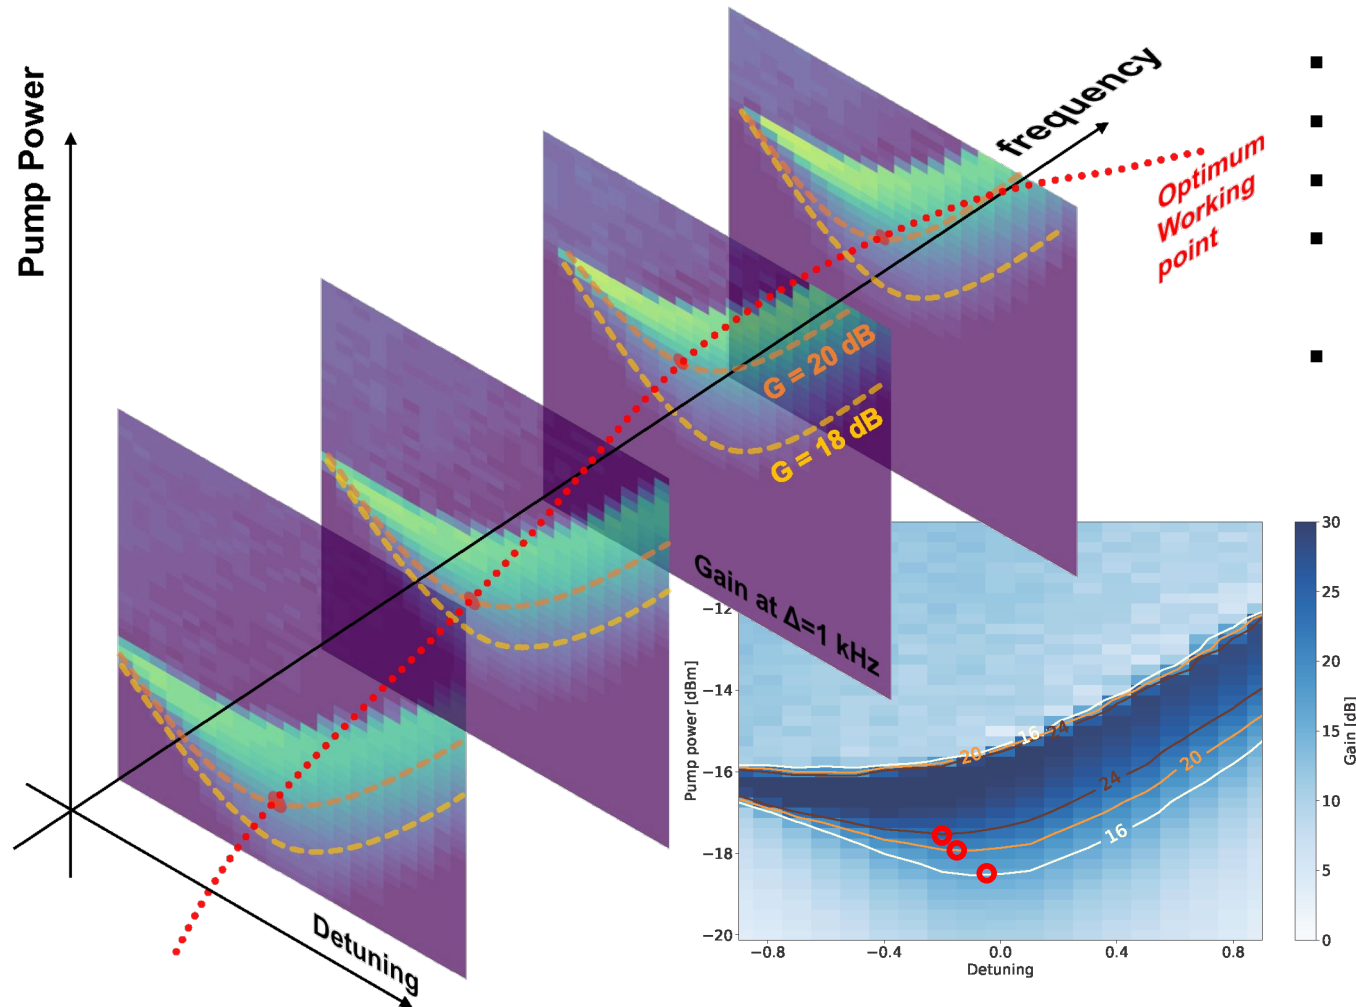 Pump Power
frequency
Optimum
Working
point
G = 20 dB
G = 18 dB
Gain at Δ=1 kHz
Detuning
Pump power [dBm]
−12
−14
−16
−18
−20
20
16
24
24
20
16
−0.8
−0.4
0.0
0.4
0.8
Detuning
30
25
20
15
10
5
0
Gain [dB]